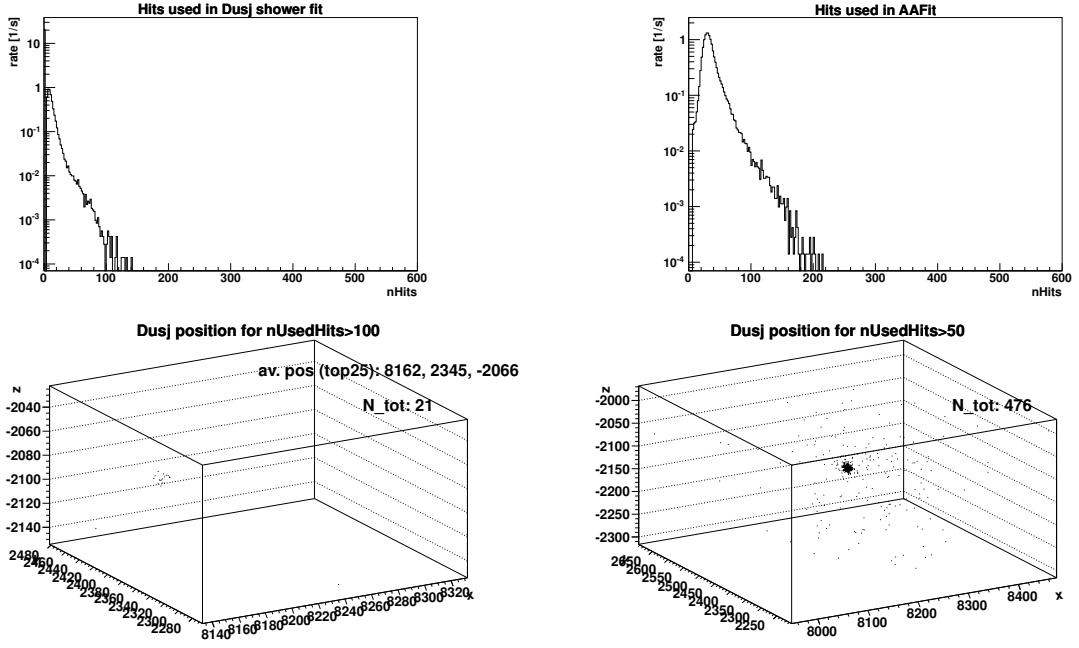 Hits used in Dusj shower fit
rate [1/s]
10
1
10⁻¹
10⁻²
10⁻³
10⁻⁴
0 100 200 300 400 500 600
nHits
Hits used in AAFit
rate [1/s]
1
10⁻¹
10⁻²
10⁻³
10⁻⁴
0 100 200 300 400 500 600
nHits
Dusj position for nUsedHits>100
av. pos (top25): 8162, 2345, -2066
N_tot: 21
z
-2040
-2060
-2080
-2100
-2120
-2140
2480 2460 2440 2420 2400 2380 2360 2340 2320 2300 2280
8140 8160 8180 8200 8220 8240 8260 8280 8300 8320
x
Dusj position for nUsedHits>50
N_tot: 476
z
-2000
-2050
-2100
-2150
-2200
-2250
-2300
2600 2550 2500 2450 2400 2350 2300 2250
8000 8100 8200 8300 8400
x